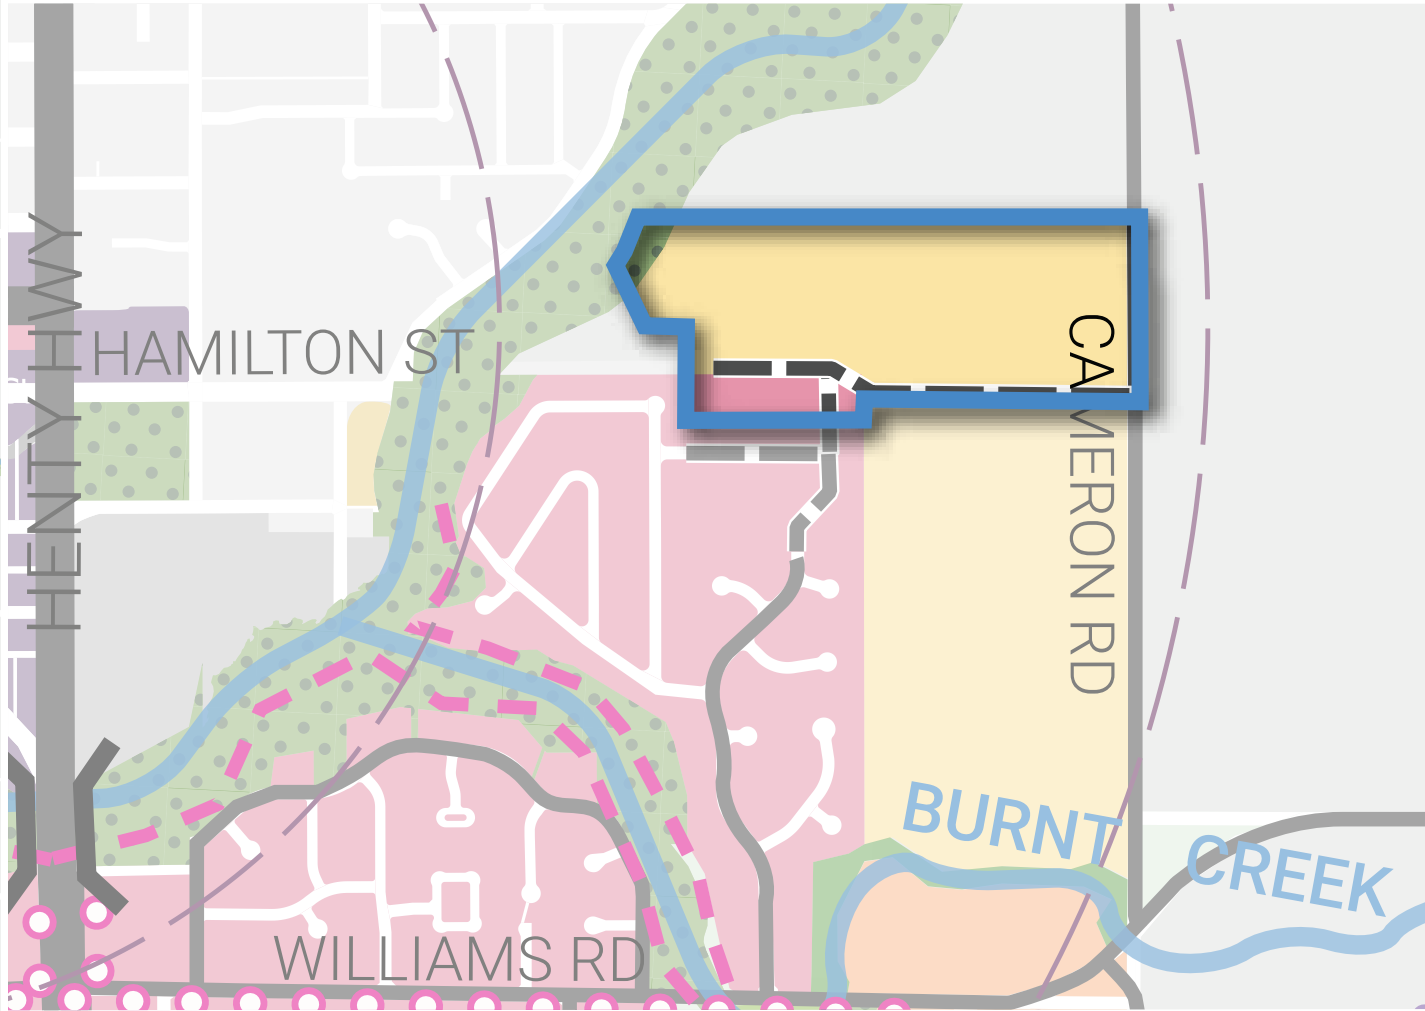 HENTY HWY
HAMILTON ST
CAMERON RD
BURNT CREEK
WILLIAMS RD